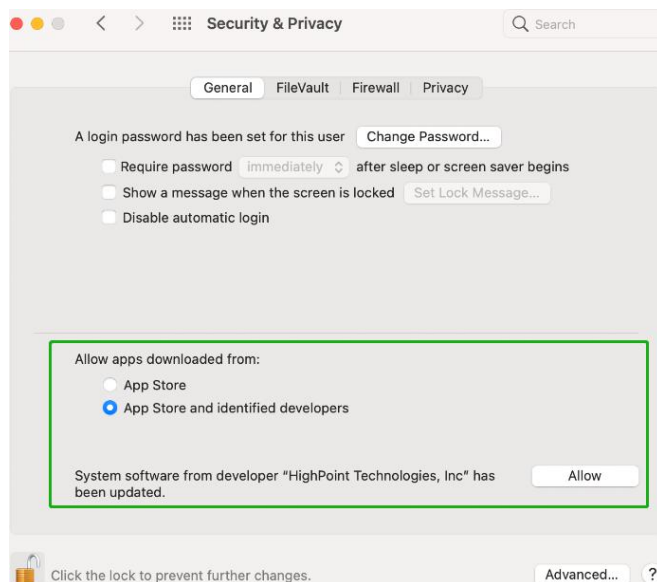 Security & Privacy
Search
General FileVault Firewall Privacy
A login password has been set for this user Change Password...
Require password immediately after sleep or screen saver begins
Show a message when the screen is locked Set Lock Message...
Disable automatic login
Allow apps downloaded from:
App Store
App Store and identified developers
System software from developer “HighPoint Technologies, Inc” has
been updated.
Allow
Click the lock to prevent further changes.
Advanced...
?